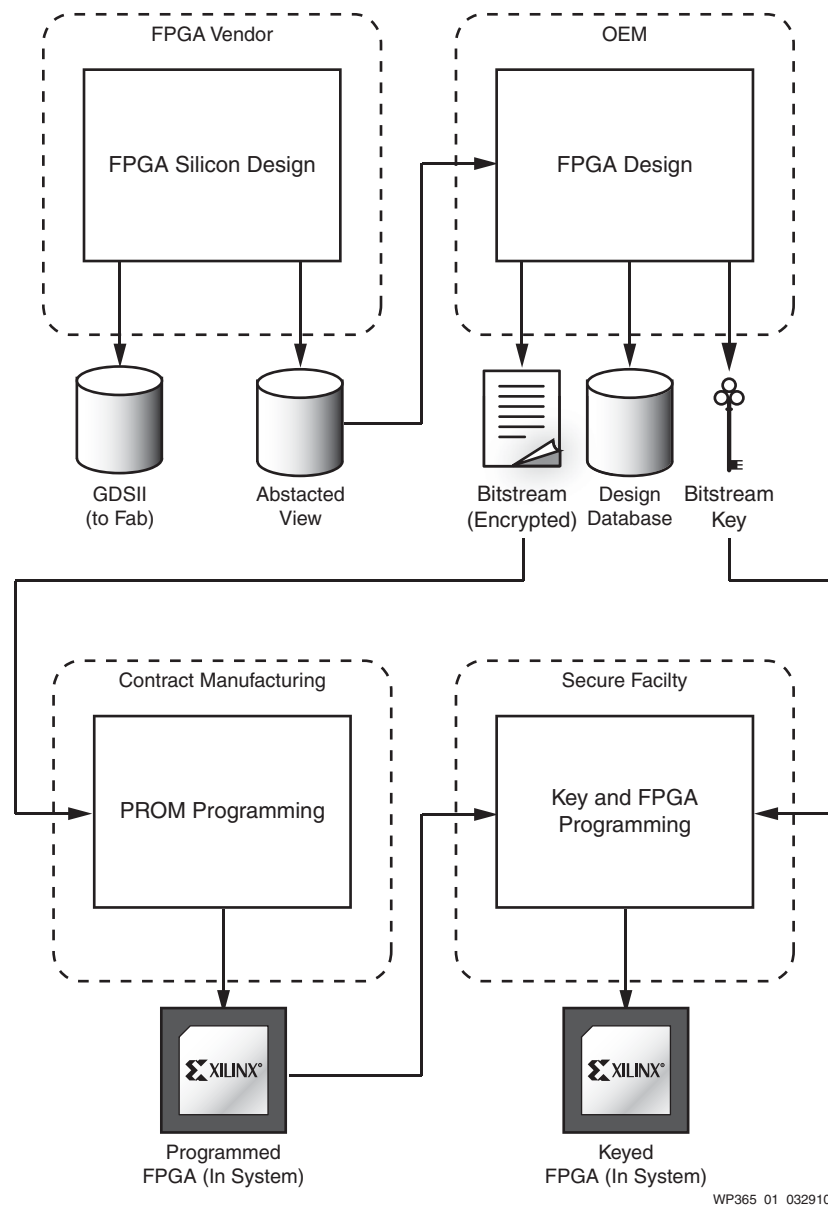 FPGA Vendor
OEM
FPGA Silicon Design
FPGA Design
GDSII
(to Fab)
Abstacted
View
Bitstream
(Encrypted)
Design
Database
Bitstream
Key
Contract Manufacturing
Secure Facilty
PROM Programming
Key and FPGA
Programming
XILINX®
XILINX®
Programmed
FPGA (In System)
Keyed
FPGA (In System)
WP365_01_032910